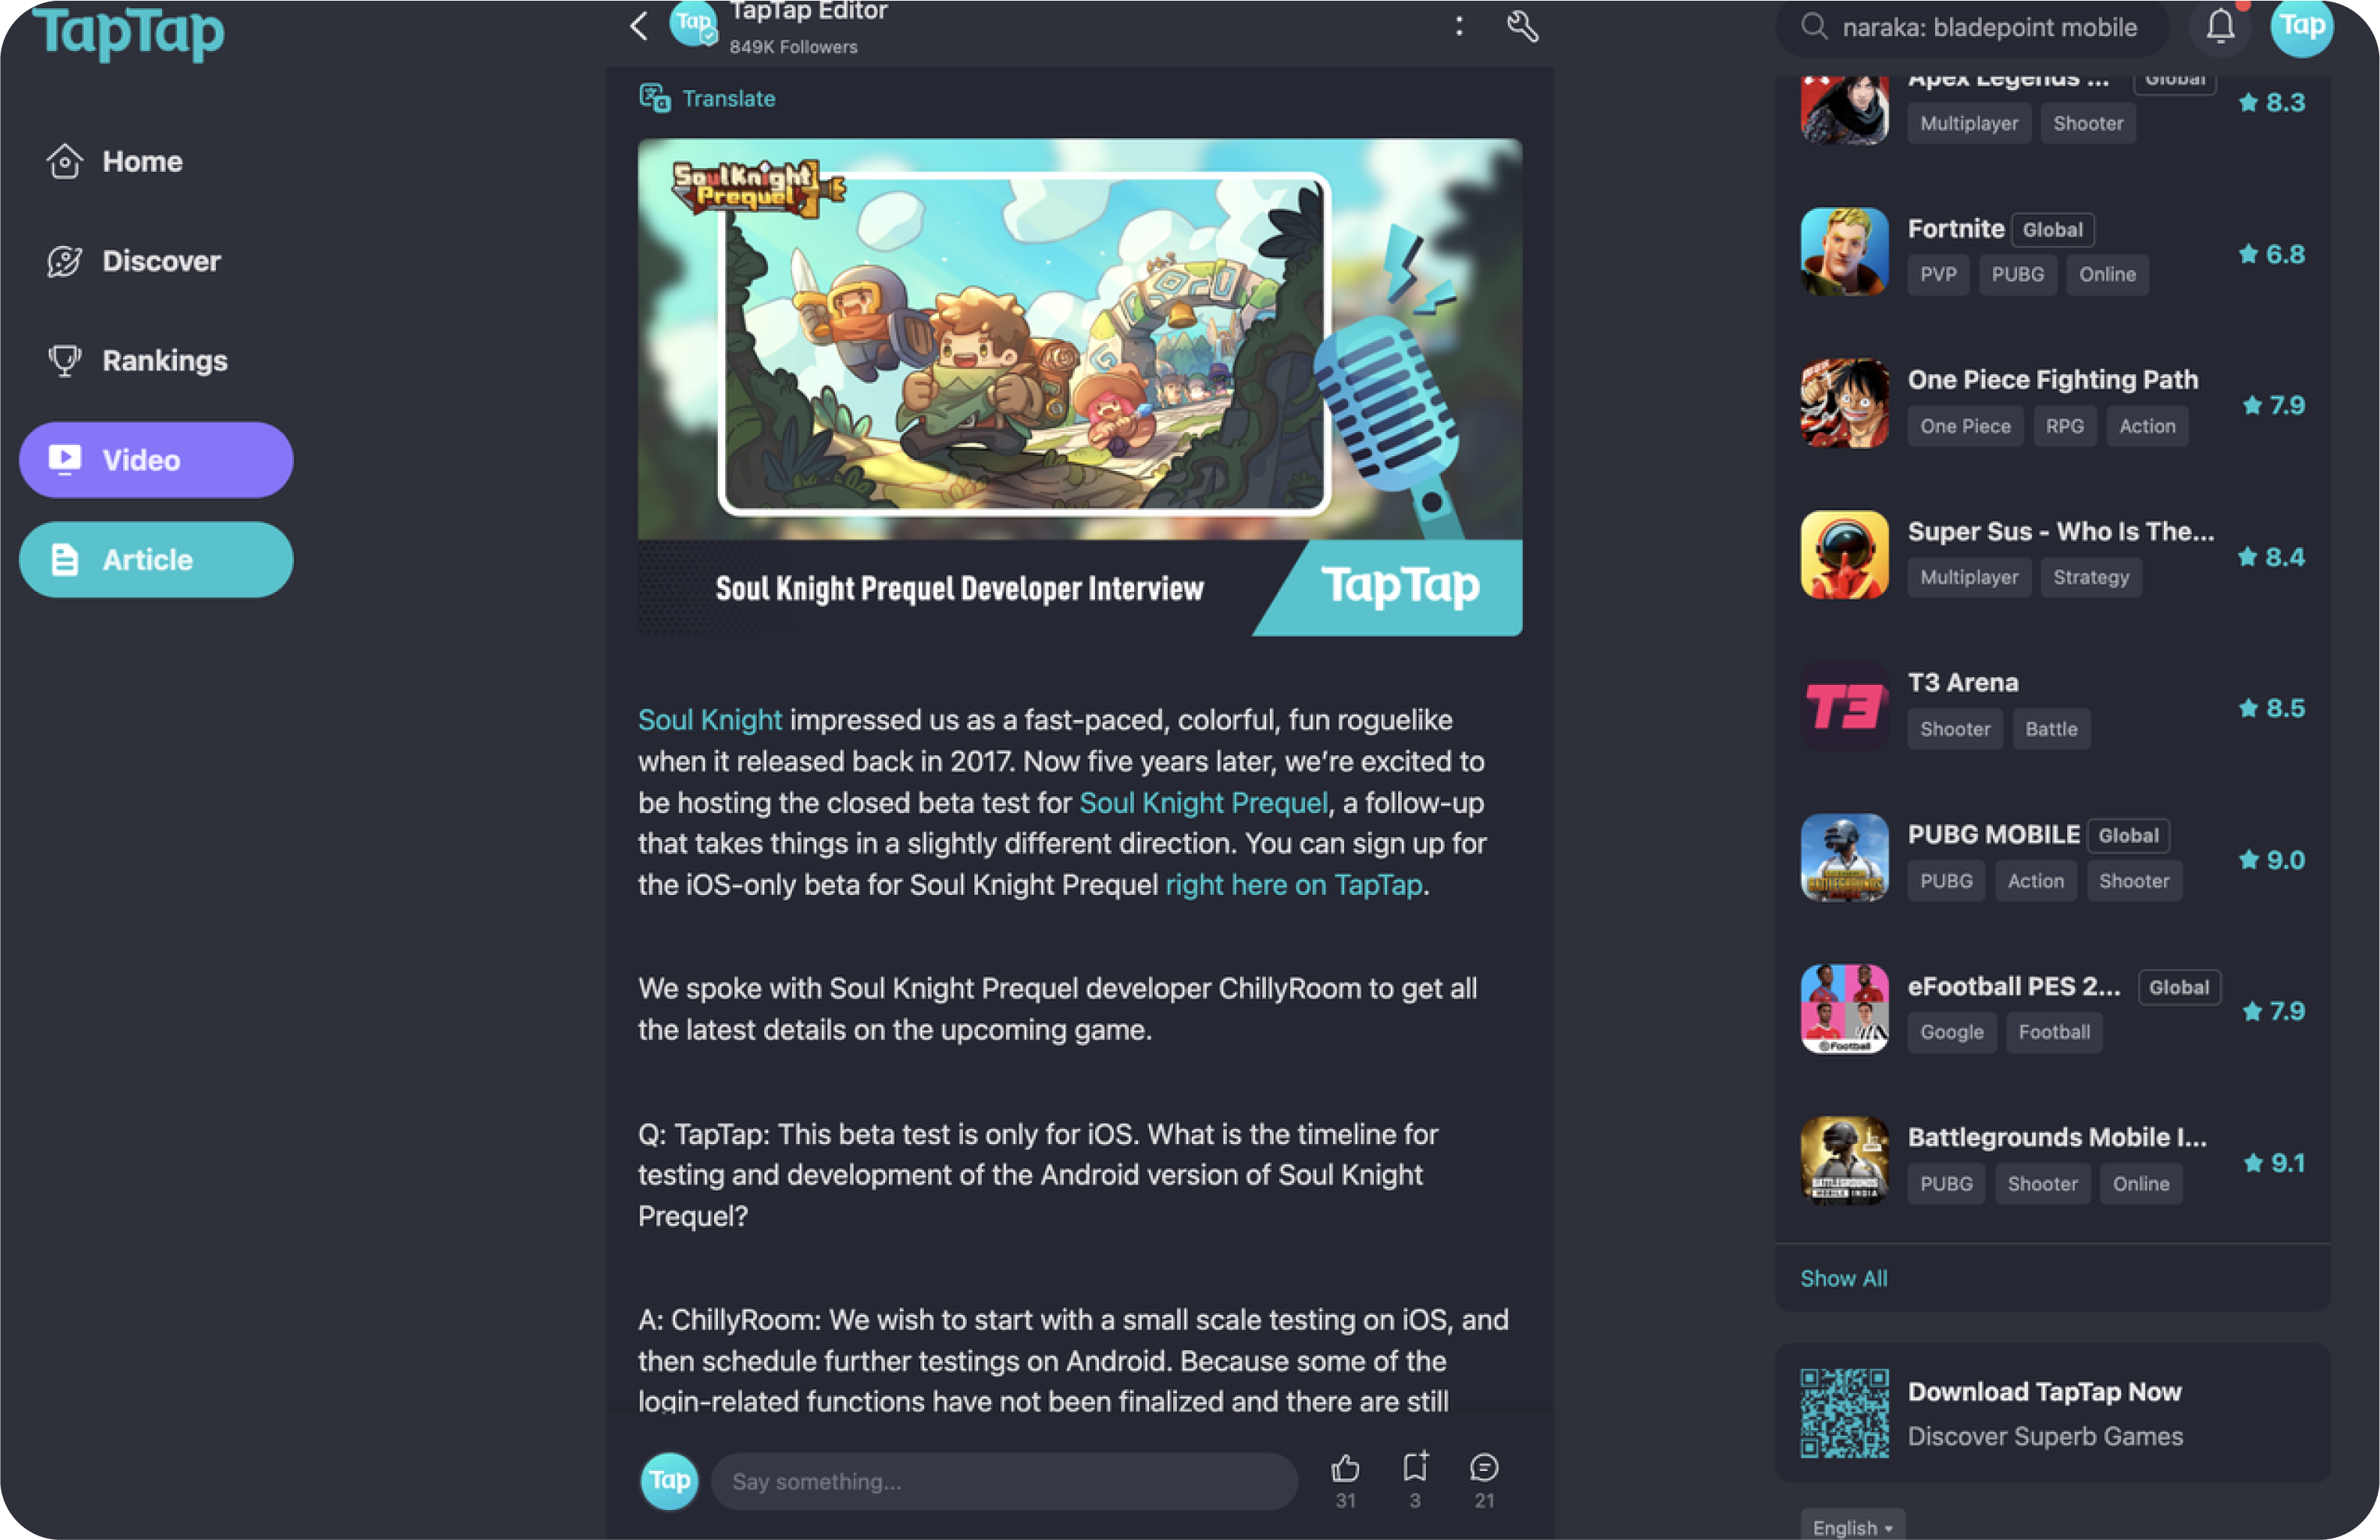 TapTap
Home
Discover
Rankings
Video
Article
Tap
TapTap Editor
849K Followers
Translate
Soul Knight
Prequel
Soul Knight Prequel Developer Interview
TapTap
Soul Knight impressed us as a fast-paced, colorful, fun roguelike
when it released back in 2017. Now five years later, we’re excited to
be hosting the closed beta test for Soul Knight Prequel, a follow-up
that takes things in a slightly different direction. You can sign up for
the iOS-only beta for Soul Knight Prequel right here on TapTap.
We spoke with Soul Knight Prequel developer ChillyRoom to get all
the latest details on the upcoming game.
Q: TapTap: This beta test is only for iOS. What is the timeline for
testing and development of the Android version of Soul Knight
Prequel?
A: ChillyRoom: We wish to start with a small scale testing on iOS, and
then schedule further testings on Android. Because some of the
login-related functions have not been finalized and there are still
Tap
Say something...
31
3
21
naraka: bladepoint mobile
Tap
Apex Legends ... Global
8.3
Multiplayer Shooter
Fortnite Global
6.8
PVP PUBG Online
One Piece Fighting Path
7.9
One Piece RPG Action
Super Sus - Who Is The...
8.4
Multiplayer Strategy
T3
T3 Arena
8.5
Shooter Battle
PUBG MOBILE Global
9.0
PUBG Action Shooter
BATTLEGROUNDS
eFootball PES 2... Global
7.9
Google Football
eFootball
Battlegrounds Mobile I...
9.1
PUBG Shooter Online
BATTLEGROUNDS
MOBILE INDIA
Show All
Download TapTap Now
Discover Superb Games
English